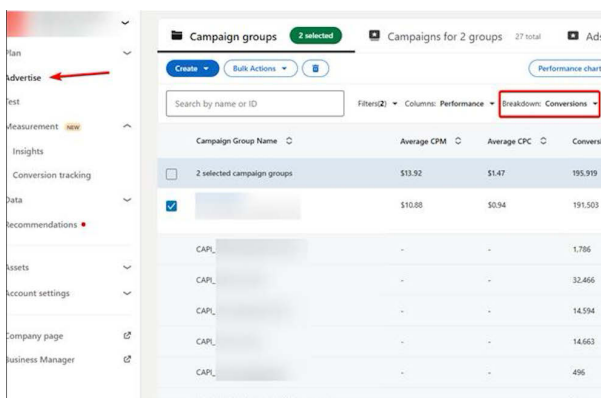 Plan
Advertise
Test
Measurement NEW
Insights
Conversion tracking
Data
Recommendations
Assets
Account settings
Company page
Business Manager
Campaign groups 2 selected Campaigns for 2 groups 27 total Ads
Create Bulk Actions Performance chart
Search by name or ID Filters(2) Columns: Performance Breakdown: Conversions
Campaign Group Name Average CPM Average CPC Conversi
2 selected campaign groups $13.92 $1.47 195,919
$10.88 $0.94 191,503
CAPI_ - - 1,786
CAPI_ - - 32,466
CAPI_ - - 14,594
CAPI_ - - 14,663
CAPI_ - - 496